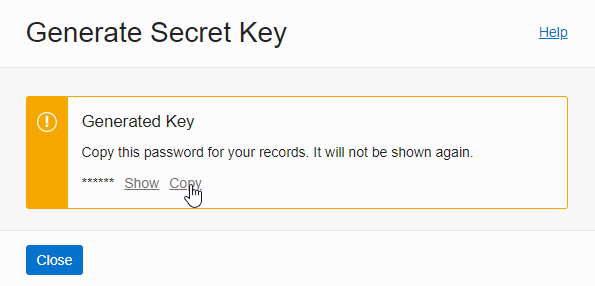 Generate Secret Key
Help
Generated Key
Copy this password for your records. It will not be shown again.
****** Show Copy
Close